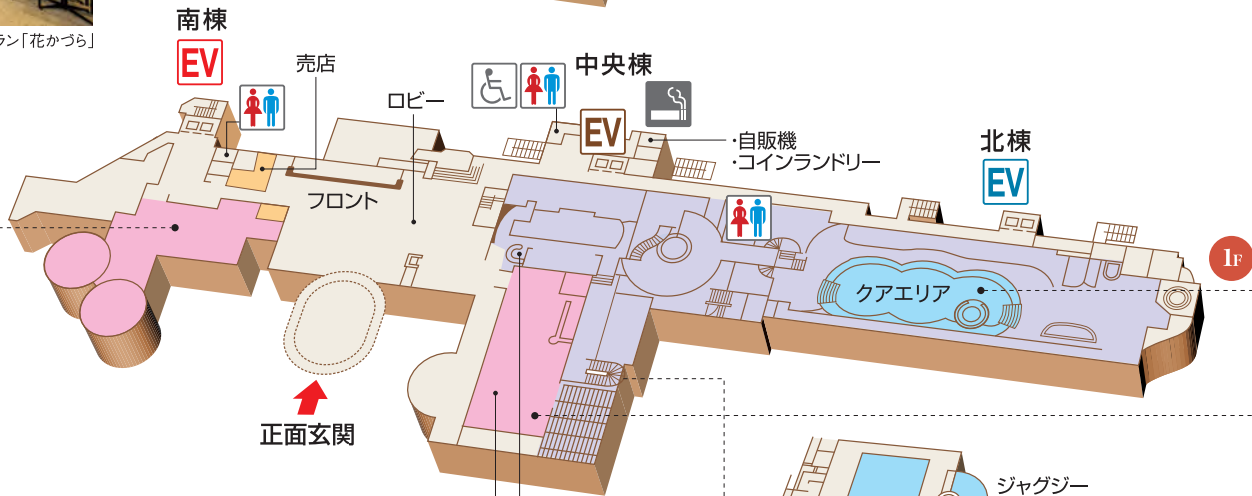 ラン「花かづら」
南棟
EV
売店
ロビー
中央棟
EV
・自販機
・コインランドリー
北棟
EV
フロント
1F
クアエリア
正面玄関
ジャグジー